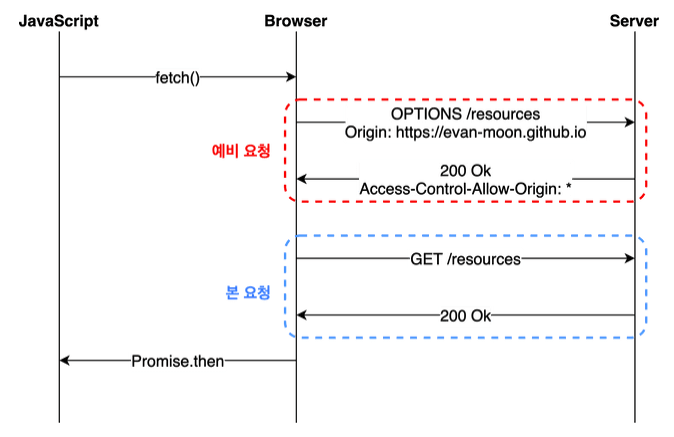 JavaScript
Browser
Server
fetch()
OPTIONS /resources
Origin: https://evan-moon.github.io
예비 요청
200 Ok
Access-Control-Allow-Origin: *
GET /resources
본 요청
200 Ok
Promise.then